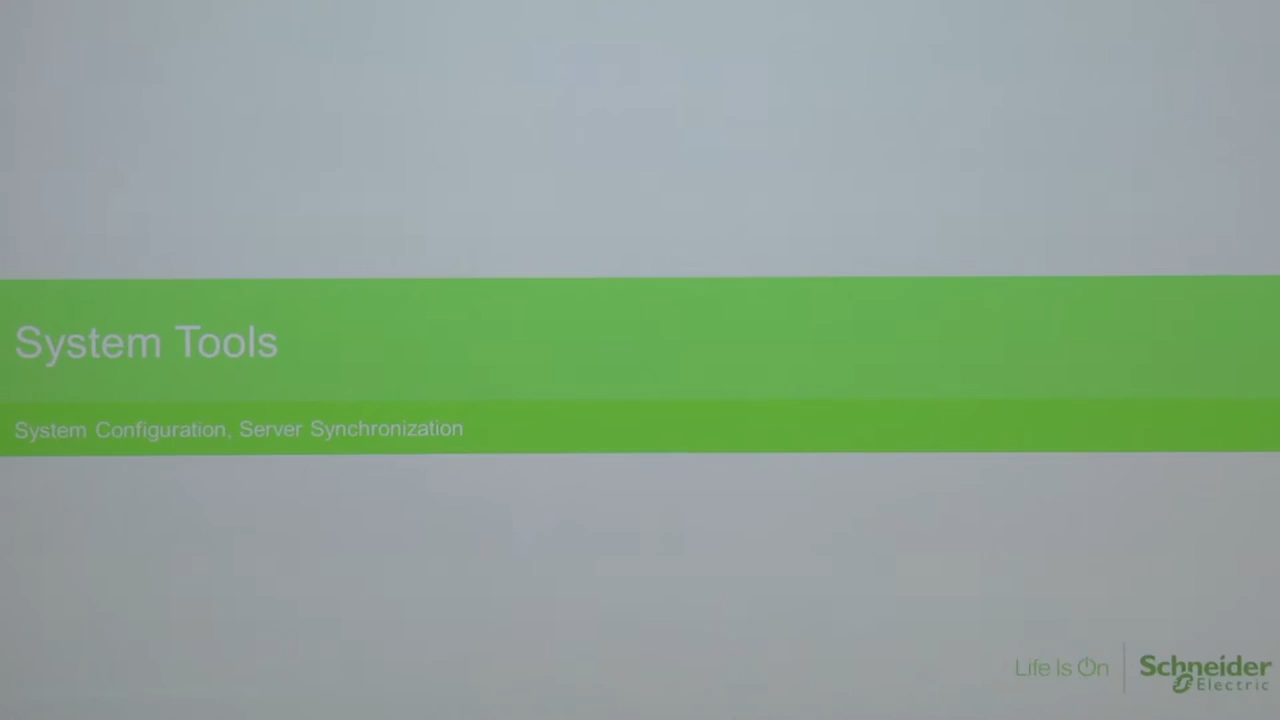 System Tools
System Configuration, Server Synchronization
Life Is On
Schneider
Electric